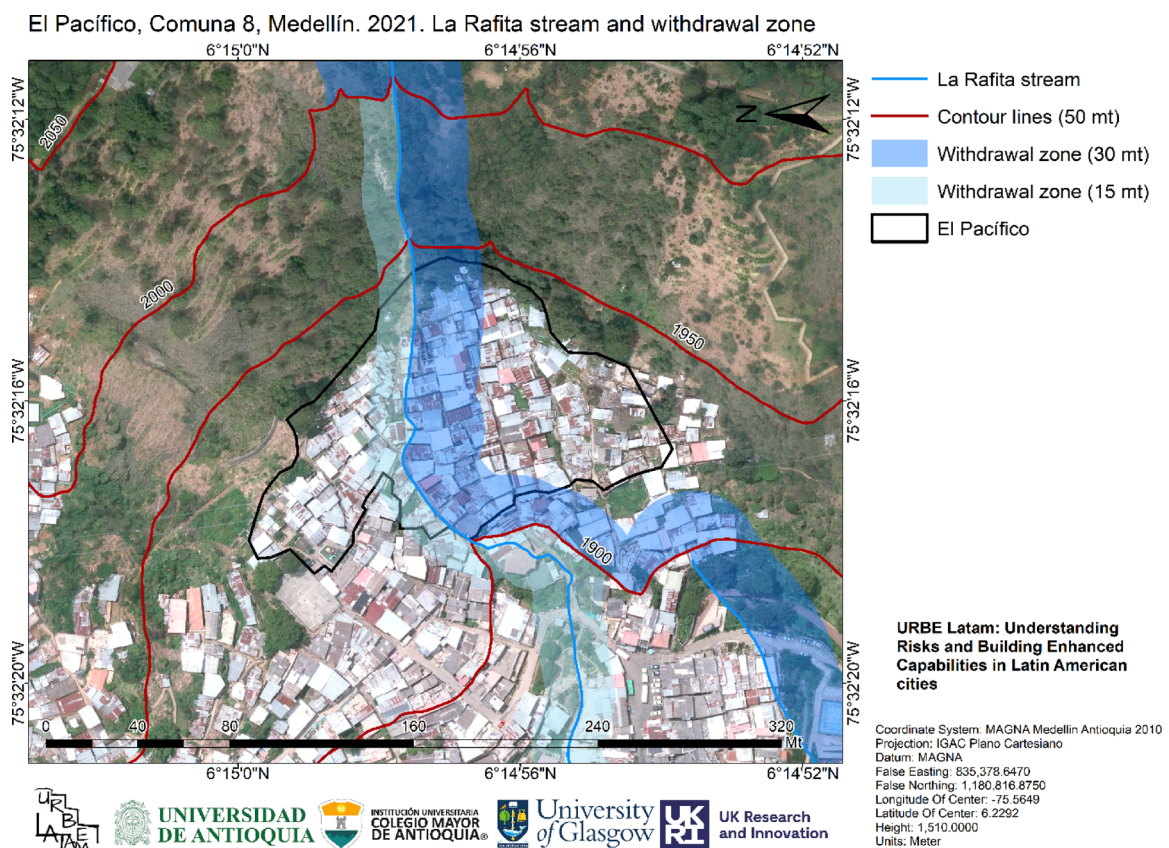 El Pacífico, Comuna 8, Medellín. 2021. La Rafita stream and withdrawal zone
6°15'0"N 6°14'56"N 6°14'52"N
75°32'12"W
75°32'16"W
75°32'20"W
75°32'12"W
75°32'16"W
75°32'20"W
2050
2000
1950
1900
N
La Rafita stream
Contour lines (50 mt)
Withdrawal zone (30 mt)
Withdrawal zone (15 mt)
El Pacífico
0 40 80 160 240 320
Mt
6°15'0"N 6°14'56"N 6°14'52"N
URBE Latam: Understanding
Risks and Building Enhanced
Capabilities in Latin American
cities
Coordinate System: MAGNA Medellin Antioquia 2010
Projection: IGAC Plano Cartesiano
Datum: MAGNA
False Easting: 835,378.6470
False Northing: 1,180,816.8750
Longitude Of Center: -75.5649
Latitude Of Center: 6.2292
Height: 1,510.0000
Units: Meter
URBE
LATAM
UNIVERSIDAD
DE ANTIOQUIA
INSTITUCIÓN UNIVERSITARIA
COLEGIO MAYOR
DE ANTIOQUIA®
University
of Glasgow
UK
RI
UK Research
and Innovation